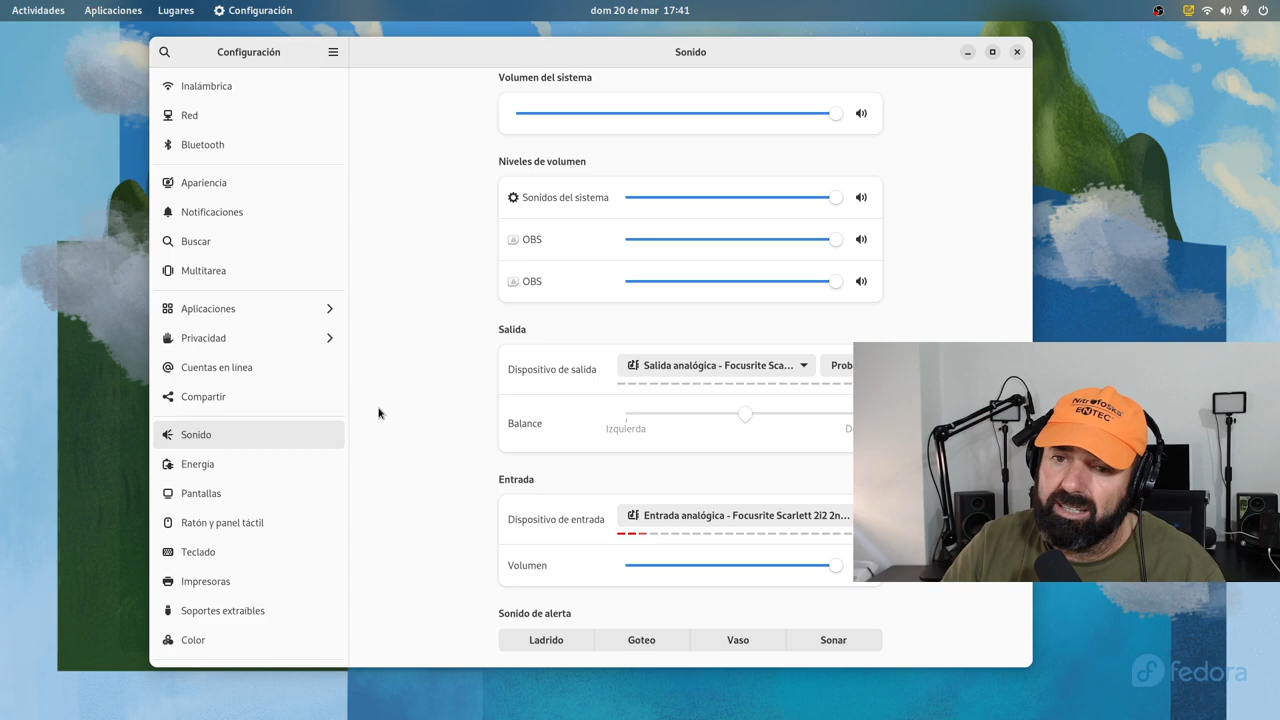 Actividades
Aplicaciones
Lugares
Configuración
dom 20 de mar 17:41
Configuración
Sonido
Inalámbrica
Red
Bluetooth
Apariencia
Notificaciones
Buscar
Multitarea
Aplicaciones
Privacidad
Cuentas en línea
Compartir
Sonido
Energía
Pantallas
Ratón y panel táctil
Teclado
Impresoras
Soportes extraíbles
Color
Volumen del sistema
Niveles de volumen
Sonidos del sistema
OBS
OBS
Salida
Dispositivo de salida
Salida analógica - Focusrite Sca...
Prob
Balance
Izquierda
D
Entrada
Dispositivo de entrada
Entrada analógica - Focusrite Scarlett 2i2 2n...
Volumen
Sonido de alerta
Ladrido
Goteo
Vaso
Sonar
Nitrofoska
ENTEC
fedora